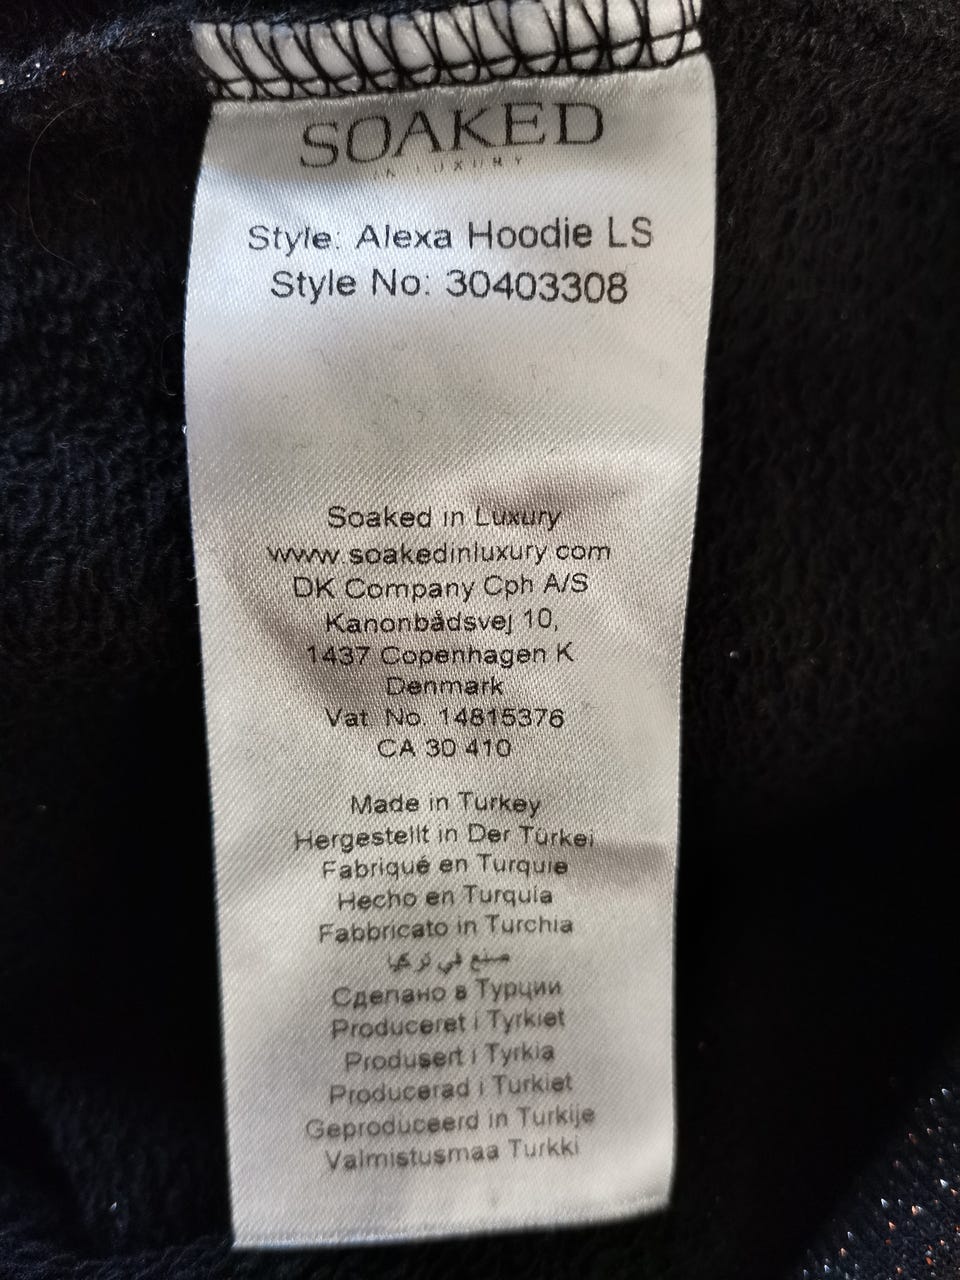 SOAKED
IN LUXURY
Style: Alexa Hoodie LS
Style No: 30403308
Soaked in Luxury
www.soakedinluxury.com
DK Company Cph A/S
Kanonbådsvej 10,
1437 Copenhagen K
Denmark
Vat No. 14815376
CA 30 410
Made in Turkey
Hergestellt in Der Türkei
Fabriqué en Turquie
Hecho en Turquía
Fabbricato in Turchia
صنع في تركيا
Сделано в Турции
Produceret i Tyrkiet
Produsert i Tyrkia
Producerad i Turkiet
Geproduceerd in Turkije
Valmistusmaa Turkki